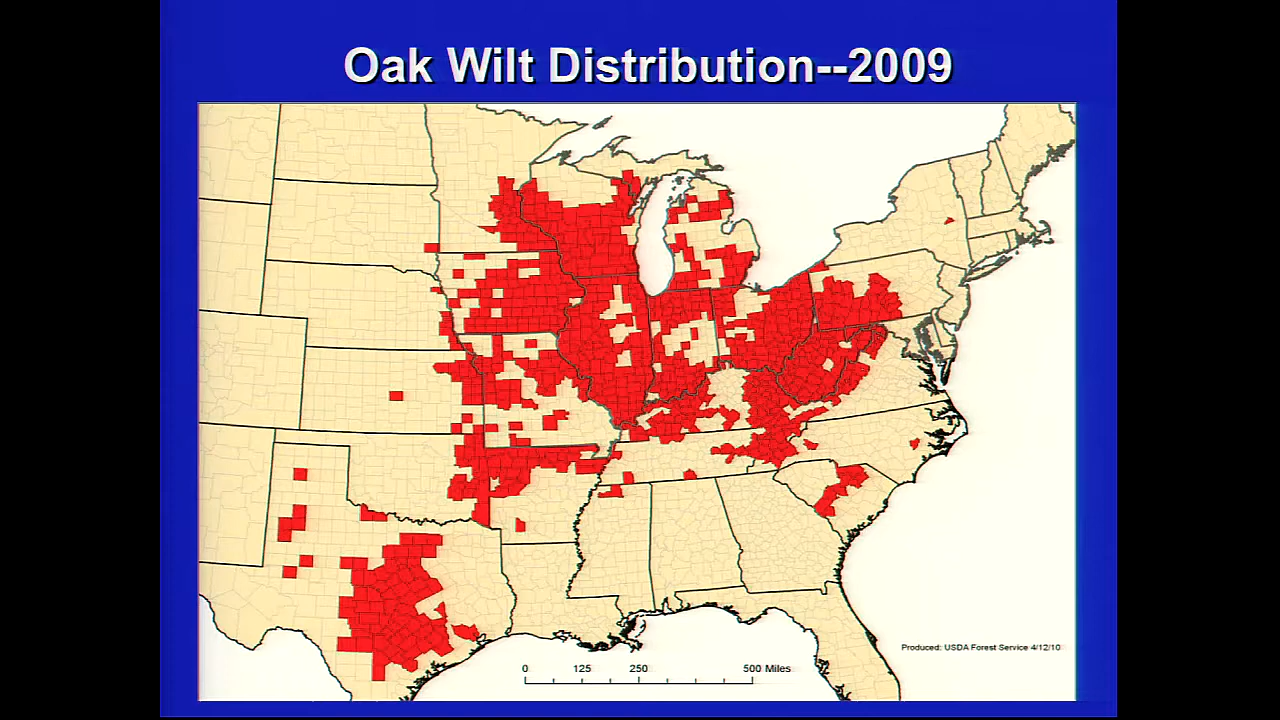 Oak Wilt Distribution--2009
Produced: USDA Forest Service 4/12/10
0 125 250 500 Miles